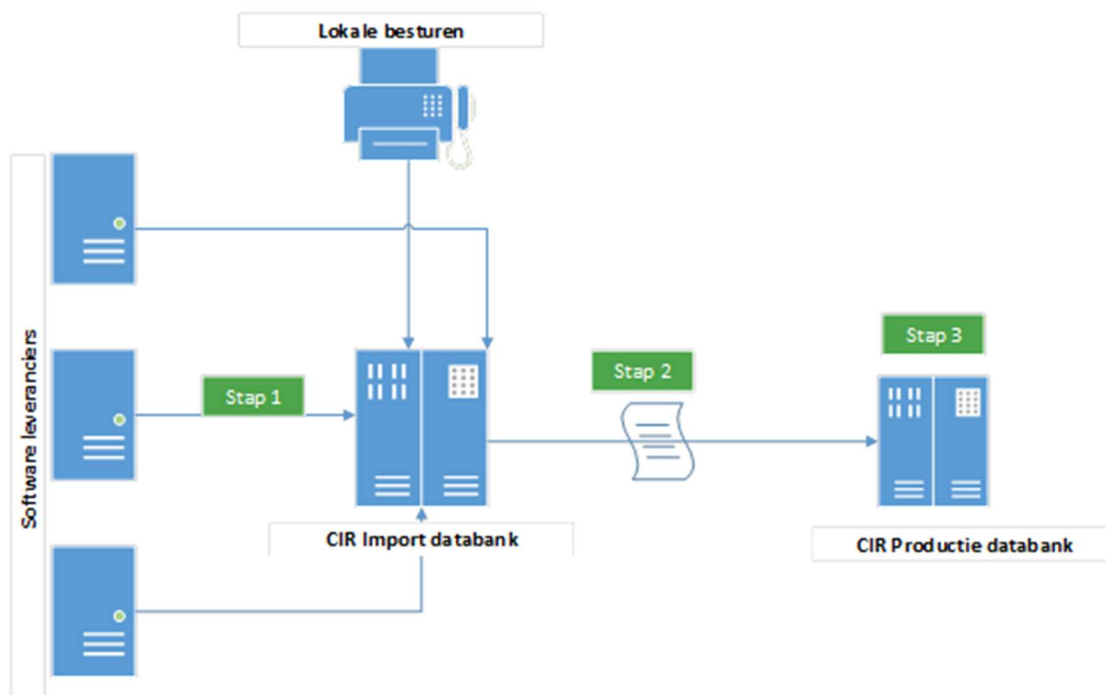 Lokale besturen
Software leveranciers
Stap 1
Stap 2
Stap 3
CIR Import databank
CIR Productie databank